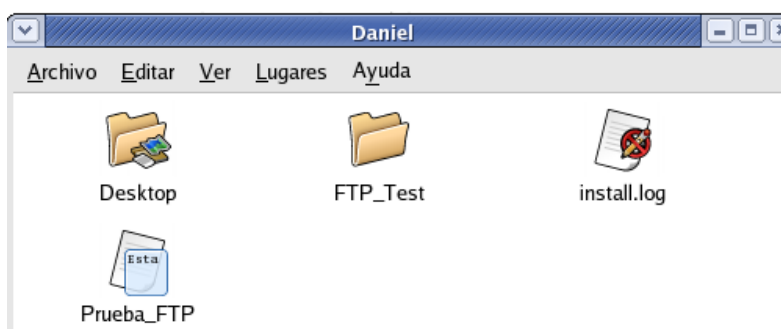 Daniel
Archivo Editar Ver Lugares Ayuda
Desktop FTP_Test install.log
Esta
Prueba_FTP